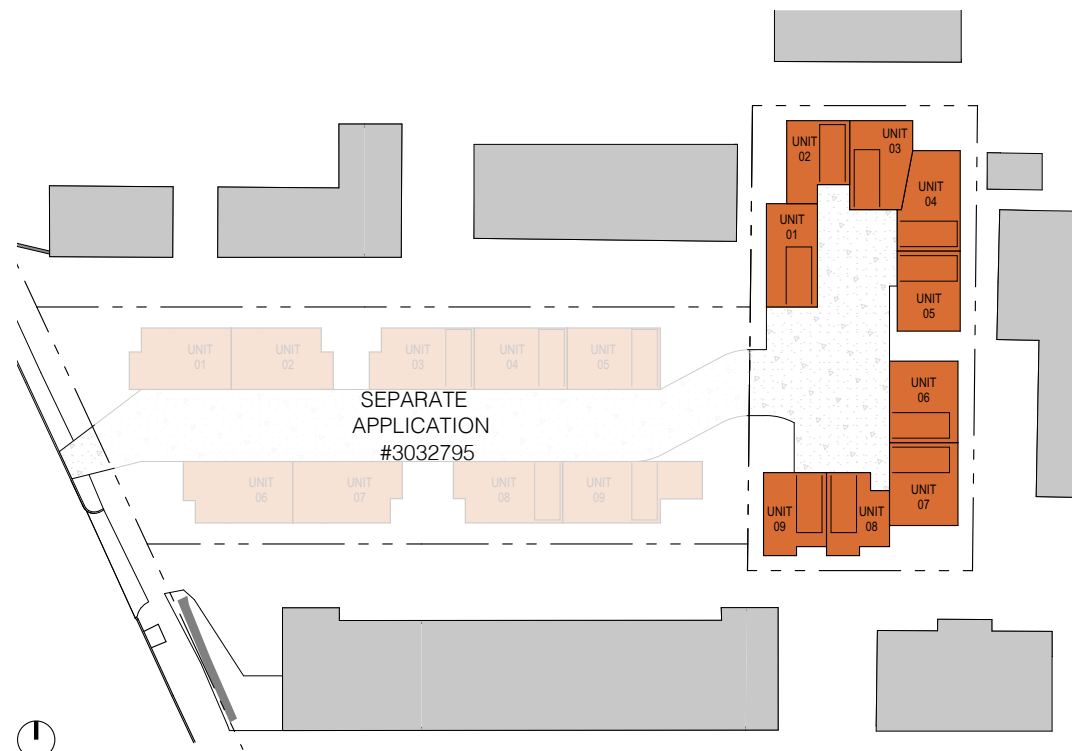 UNIT
02
UNIT
03
UNIT
04
UNIT
01
UNIT
05
UNIT
01
UNIT
02
UNIT
03
UNIT
04
UNIT
05
SEPARATE
APPLICATION
#3032795
UNIT
06
UNIT
06
UNIT
07
UNIT
08
UNIT
09
UNIT
07
UNIT
09
UNIT
08